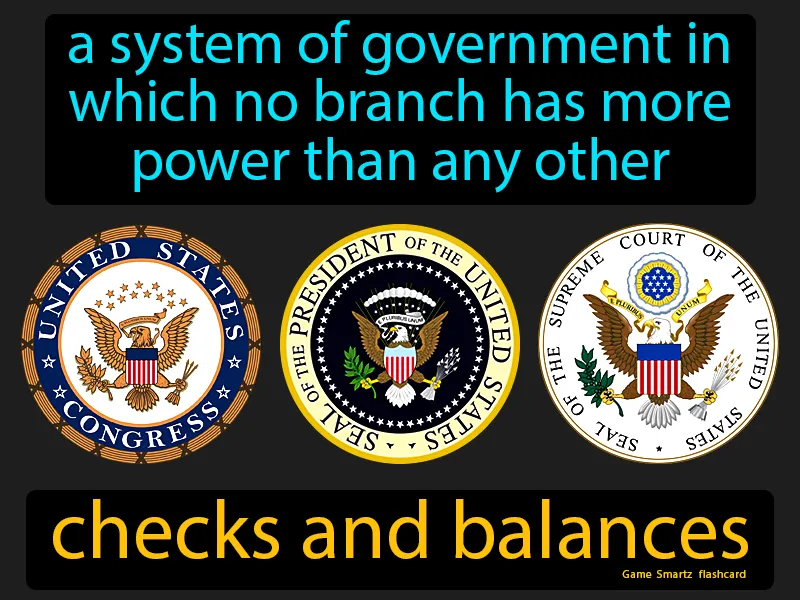 a system of government in
which no branch has more
power than any other
UNITED STATES
CONGRESS
SEAL OF THE PRESIDENT OF THE UNITED STATES
E PLURIBUS UNUM
SEAL OF THE SUPREME COURT OF THE UNITED STATES
E PLURIBUS UNUM
checks and balances
Game Smartz flashcard